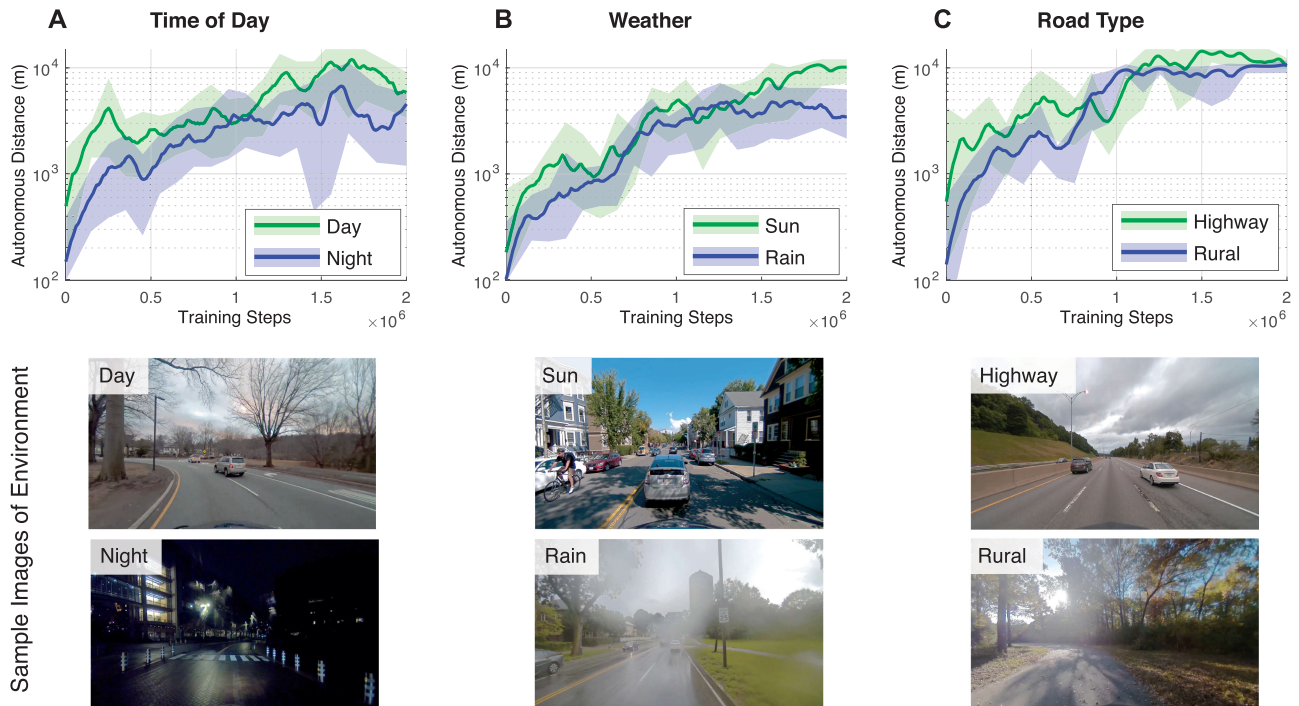 A Time of Day
B Weather
C Road Type
Autonomous Distance (m)
10^4
10^3
10^2
0 0.5 1 1.5 2
Training Steps
×10^6
Day
Night
Autonomous Distance (m)
10^4
10^3
10^2
0 0.5 1 1.5 2
Training Steps
×10^6
Sun
Rain
Autonomous Distance (m)
10^4
10^3
10^2
0 0.5 1 1.5 2
Training Steps
×10^6
Highway
Rural
Sample Images of Environment
Day
Sun
Highway
Night
Rain
Rural